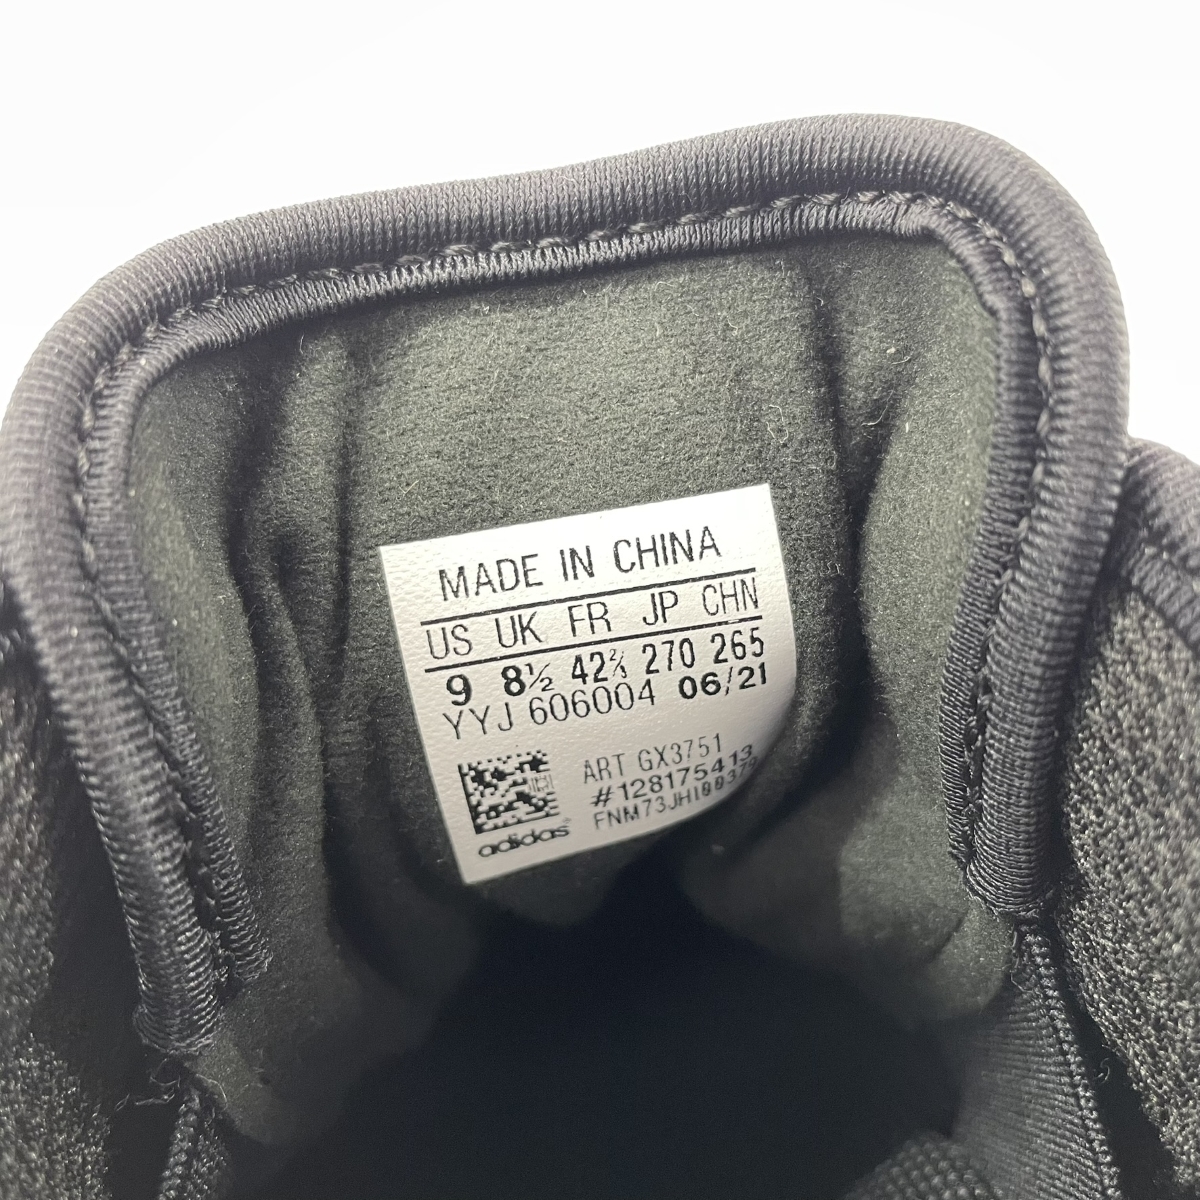 MADE IN CHINA
US UK FR JP CHN
9 8½ 42⅔ 270 265
YYJ 606004 06/21
ART GX3751
#128175413
adidas